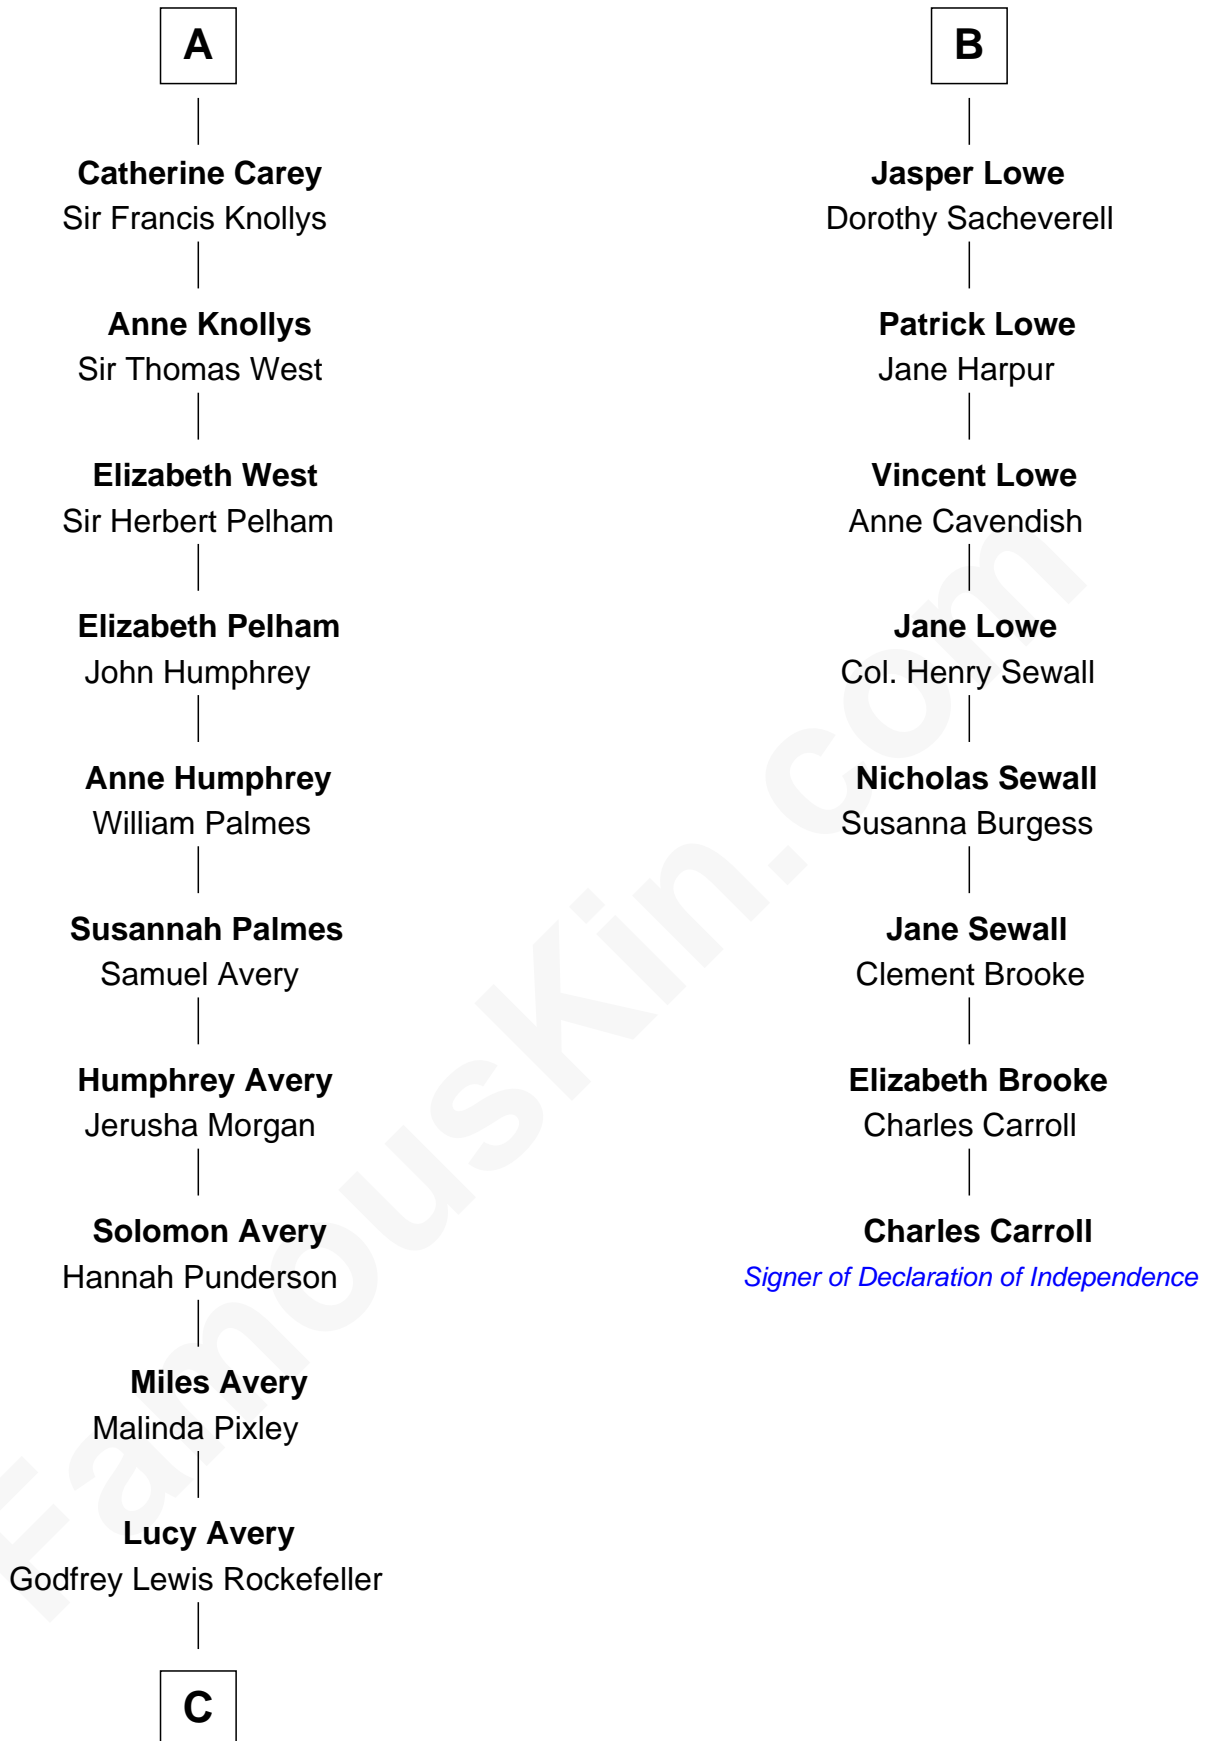 A
Catherine Carey
Sir Francis Knollys
Anne Knollys
Sir Thomas West
Elizabeth West
Sir Herbert Pelham
Elizabeth Pelham
John Humphrey
Anne Humphrey
William Palmes
Susannah Palmes
Samuel Avery
Humphrey Avery
Jerusha Morgan
Solomon Avery
Hannah Punderson
Miles Avery
Malinda Pixley
Lucy Avery
Godfrey Lewis Rockefeller
C
B
Jasper Lowe
Dorothy Sacheverell
Patrick Lowe
Jane Harpur
Vincent Lowe
Anne Cavendish
Jane Lowe
Col. Henry Sewall
Nicholas Sewall
Susanna Burgess
Jane Sewall
Clement Brooke
Elizabeth Brooke
Charles Carroll
Charles Carroll
Signer of Declaration of Independence
FamousKin.com